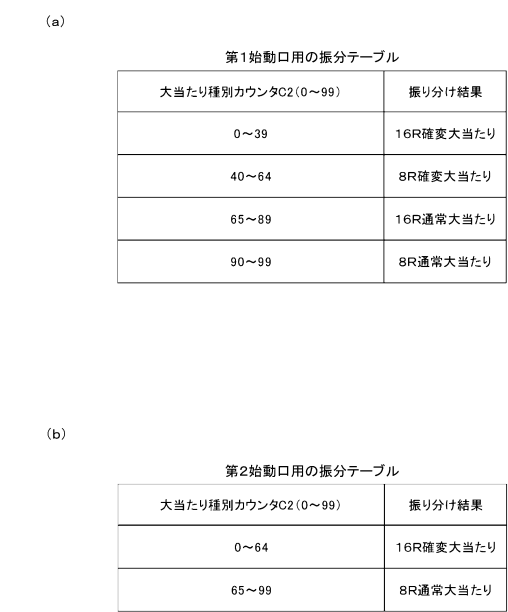 (a)
第1始動口用の振分テーブル
大当たり種別カウンタC2(0～99) 振り分け結果
0～39 16R確変大当たり
40～64 8R確変大当たり
65～89 16R通常大当たり
90～99 8R通常大当たり
(b)
第2始動口用の振分テーブル
大当たり種別カウンタC2(0～99) 振り分け結果
0～64 16R確変大当たり
65～99 8R通常大当たり